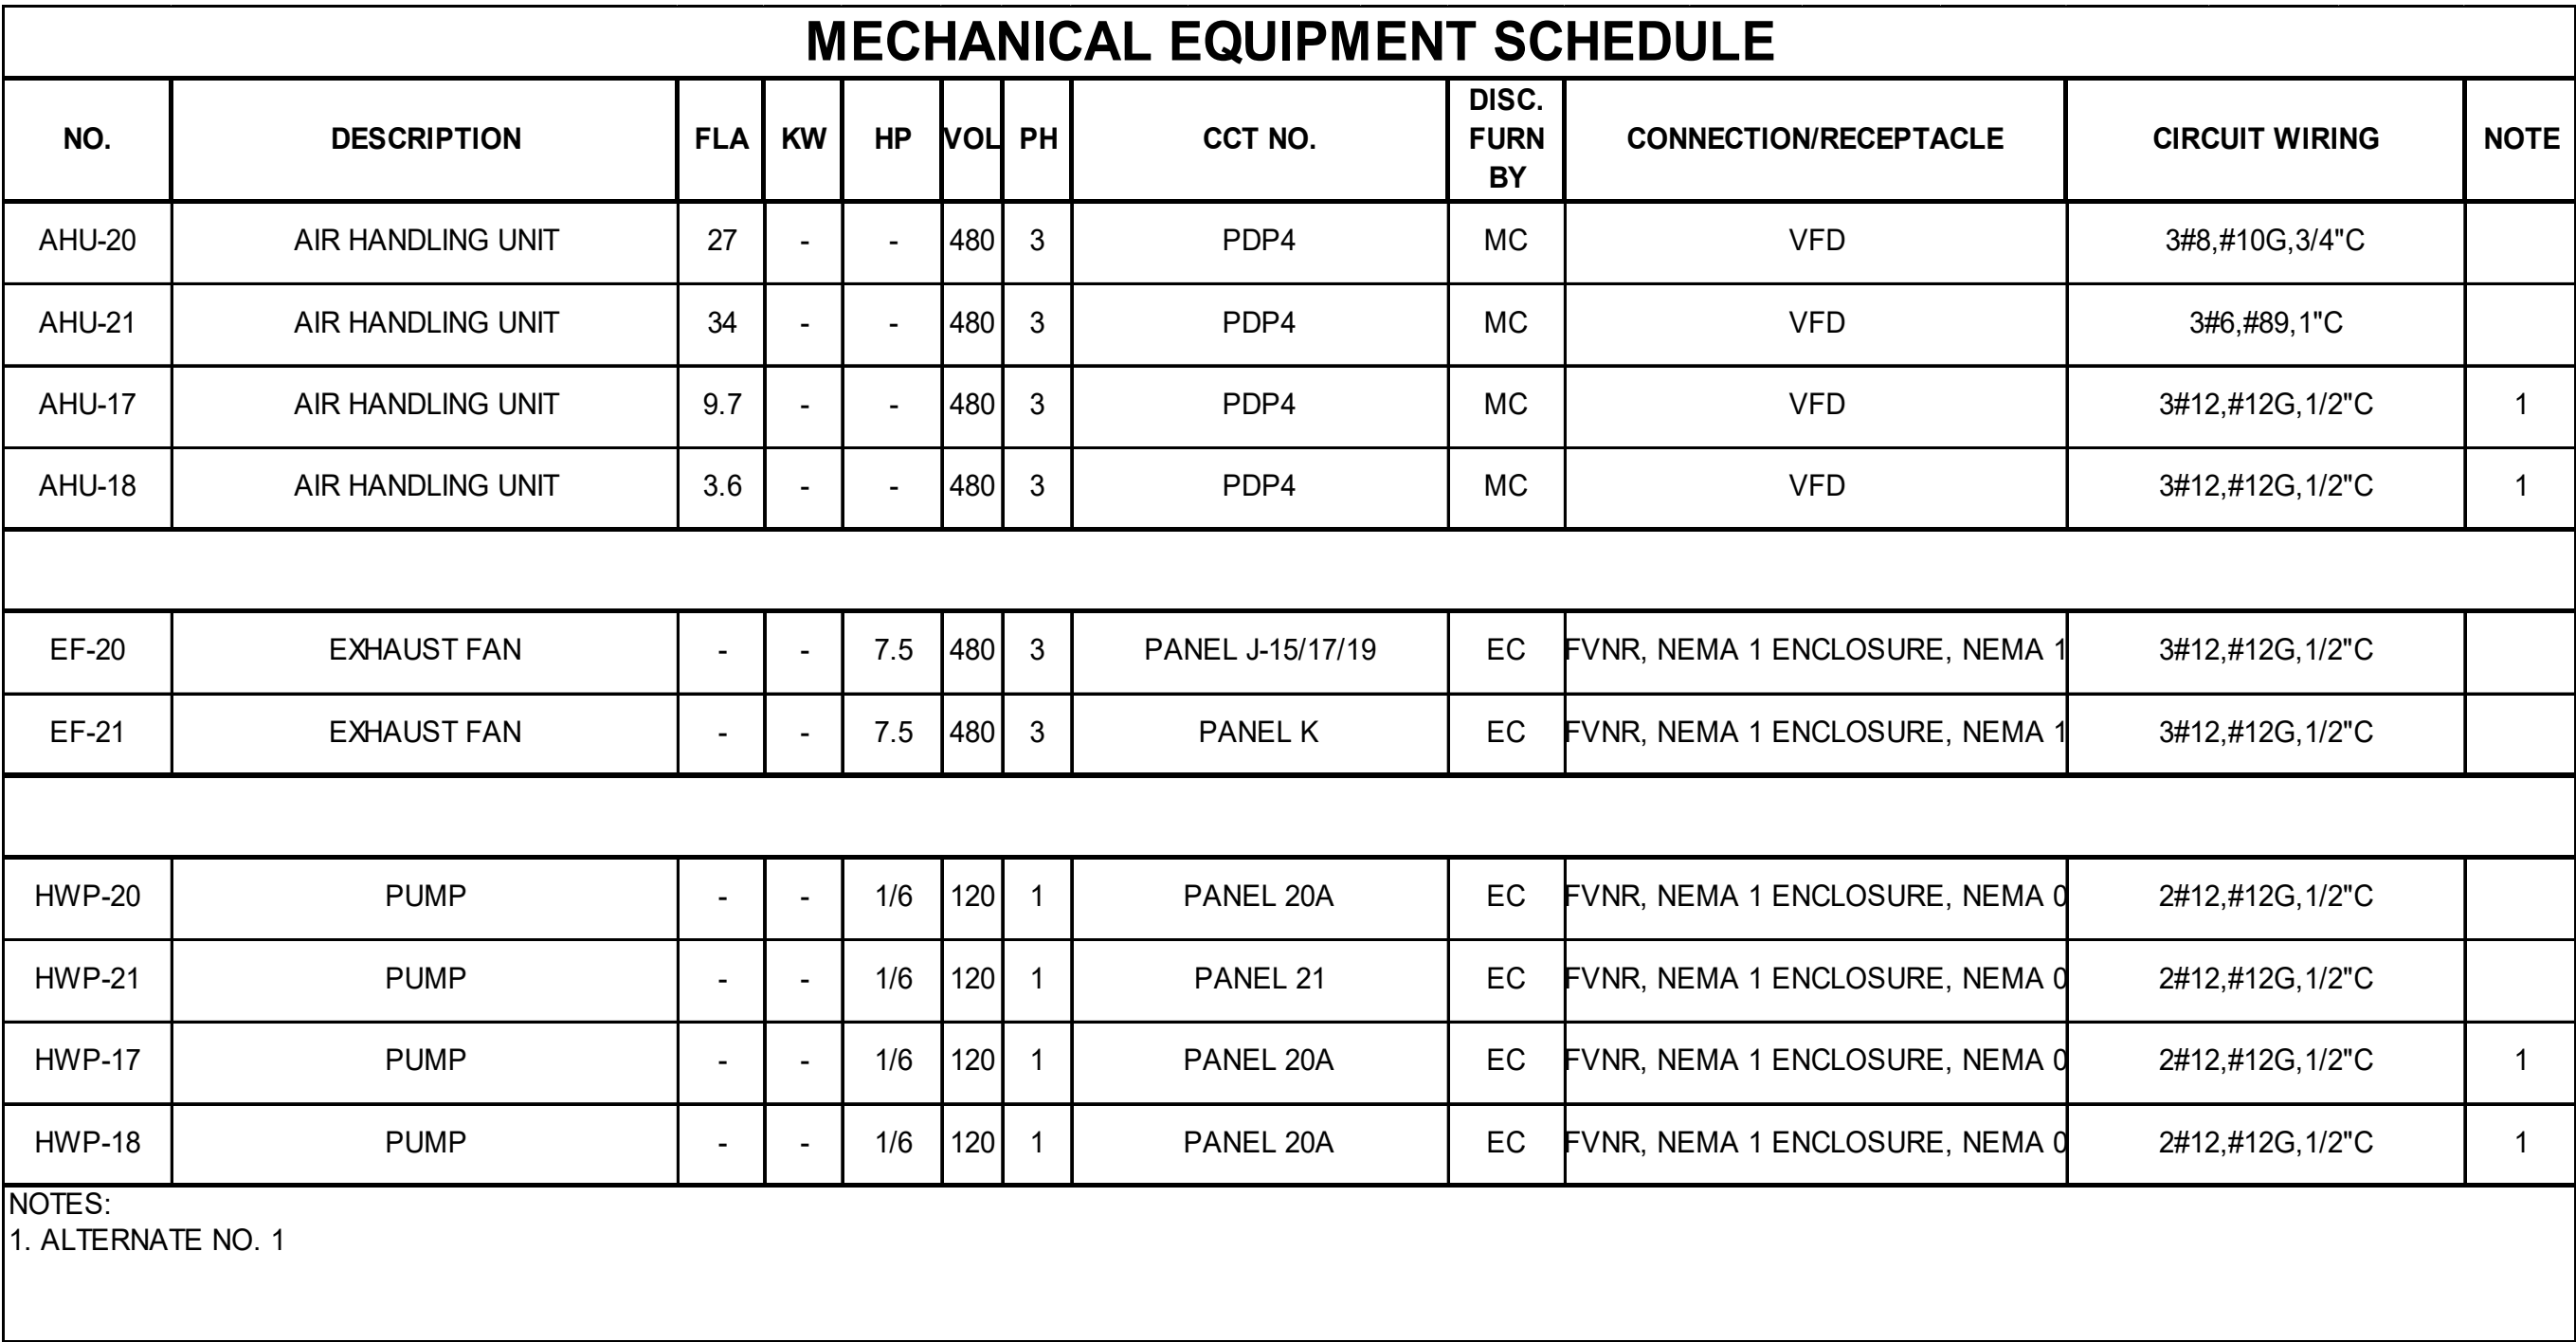 MECHANICAL EQUIPMENT SCHEDULE
NO. DESCRIPTION FLA KW HP VOL PH CCT NO. DISC. FURN BY CONNECTION/RECEPTACLE CIRCUIT WIRING NOTE
AHU-20 AIR HANDLING UNIT 27 - - 480 3 PDP4 MC VFD 3#8,#10G,3/4"C
AHU-21 AIR HANDLING UNIT 34 - - 480 3 PDP4 MC VFD 3#6,#89,1"C
AHU-17 AIR HANDLING UNIT 9.7 - - 480 3 PDP4 MC VFD 3#12,#12G,1/2"C 1
AHU-18 AIR HANDLING UNIT 3.6 - - 480 3 PDP4 MC VFD 3#12,#12G,1/2"C 1
EF-20 EXHAUST FAN - - 7.5 480 3 PANEL J-15/17/19 EC FVNR, NEMA 1 ENCLOSURE, NEMA 1 3#12,#12G,1/2"C
EF-21 EXHAUST FAN - - 7.5 480 3 PANEL K EC FVNR, NEMA 1 ENCLOSURE, NEMA 1 3#12,#12G,1/2"C
HWP-20 PUMP - - 1/6 120 1 PANEL 20A EC FVNR, NEMA 1 ENCLOSURE, NEMA 0 2#12,#12G,1/2"C
HWP-21 PUMP - - 1/6 120 1 PANEL 21 EC FVNR, NEMA 1 ENCLOSURE, NEMA 0 2#12,#12G,1/2"C
HWP-17 PUMP - - 1/6 120 1 PANEL 20A EC FVNR, NEMA 1 ENCLOSURE, NEMA 0 2#12,#12G,1/2"C 1
HWP-18 PUMP - - 1/6 120 1 PANEL 20A EC FVNR, NEMA 1 ENCLOSURE, NEMA 0 2#12,#12G,1/2"C 1
NOTES:
1. ALTERNATE NO. 1